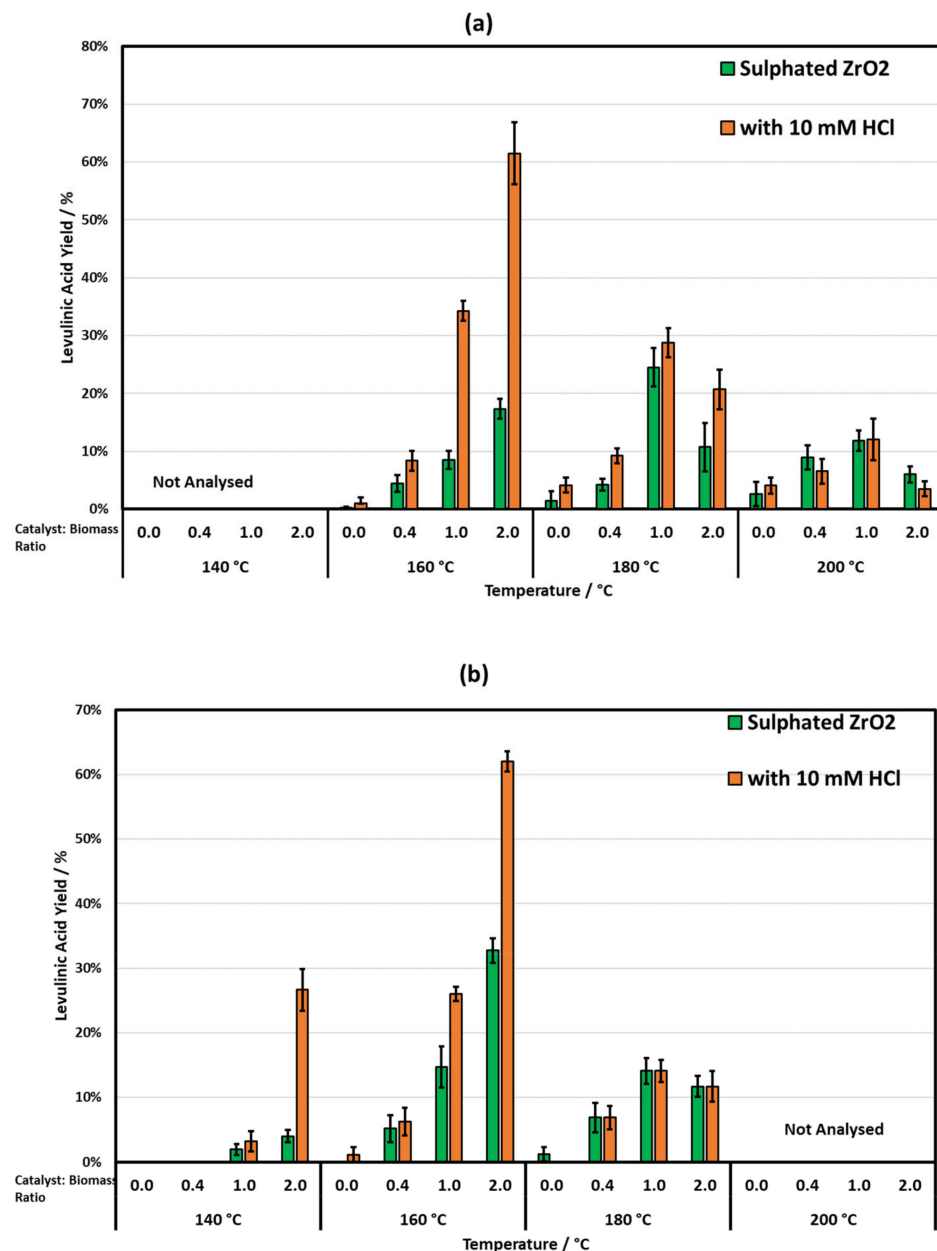 (a)
80%
Sulphated ZrO2
70%
with 10 mM HCl
60%
50%
40%
30%
20%
10%
0%
Levulinic Acid Yield / %
Not Analysed
Catalyst: Biomass
Ratio
0.0 0.4 1.0 2.0 0.0 0.4 1.0 2.0 0.0 0.4 1.0 2.0 0.0 0.4 1.0 2.0
140 °C 160 °C 180 °C 200 °C
Temperature / °C
(b)
70%
Sulphated ZrO2
60%
with 10 mM HCl
50%
40%
30%
20%
10%
0%
Levulinic Acid Yield / %
Not Analysed
Catalyst: Biomass
Ratio
0.0 0.4 1.0 2.0 0.0 0.4 1.0 2.0 0.0 0.4 1.0 2.0 0.0 0.4 1.0 2.0
140 °C 160 °C 180 °C 200 °C
Temperature / °C